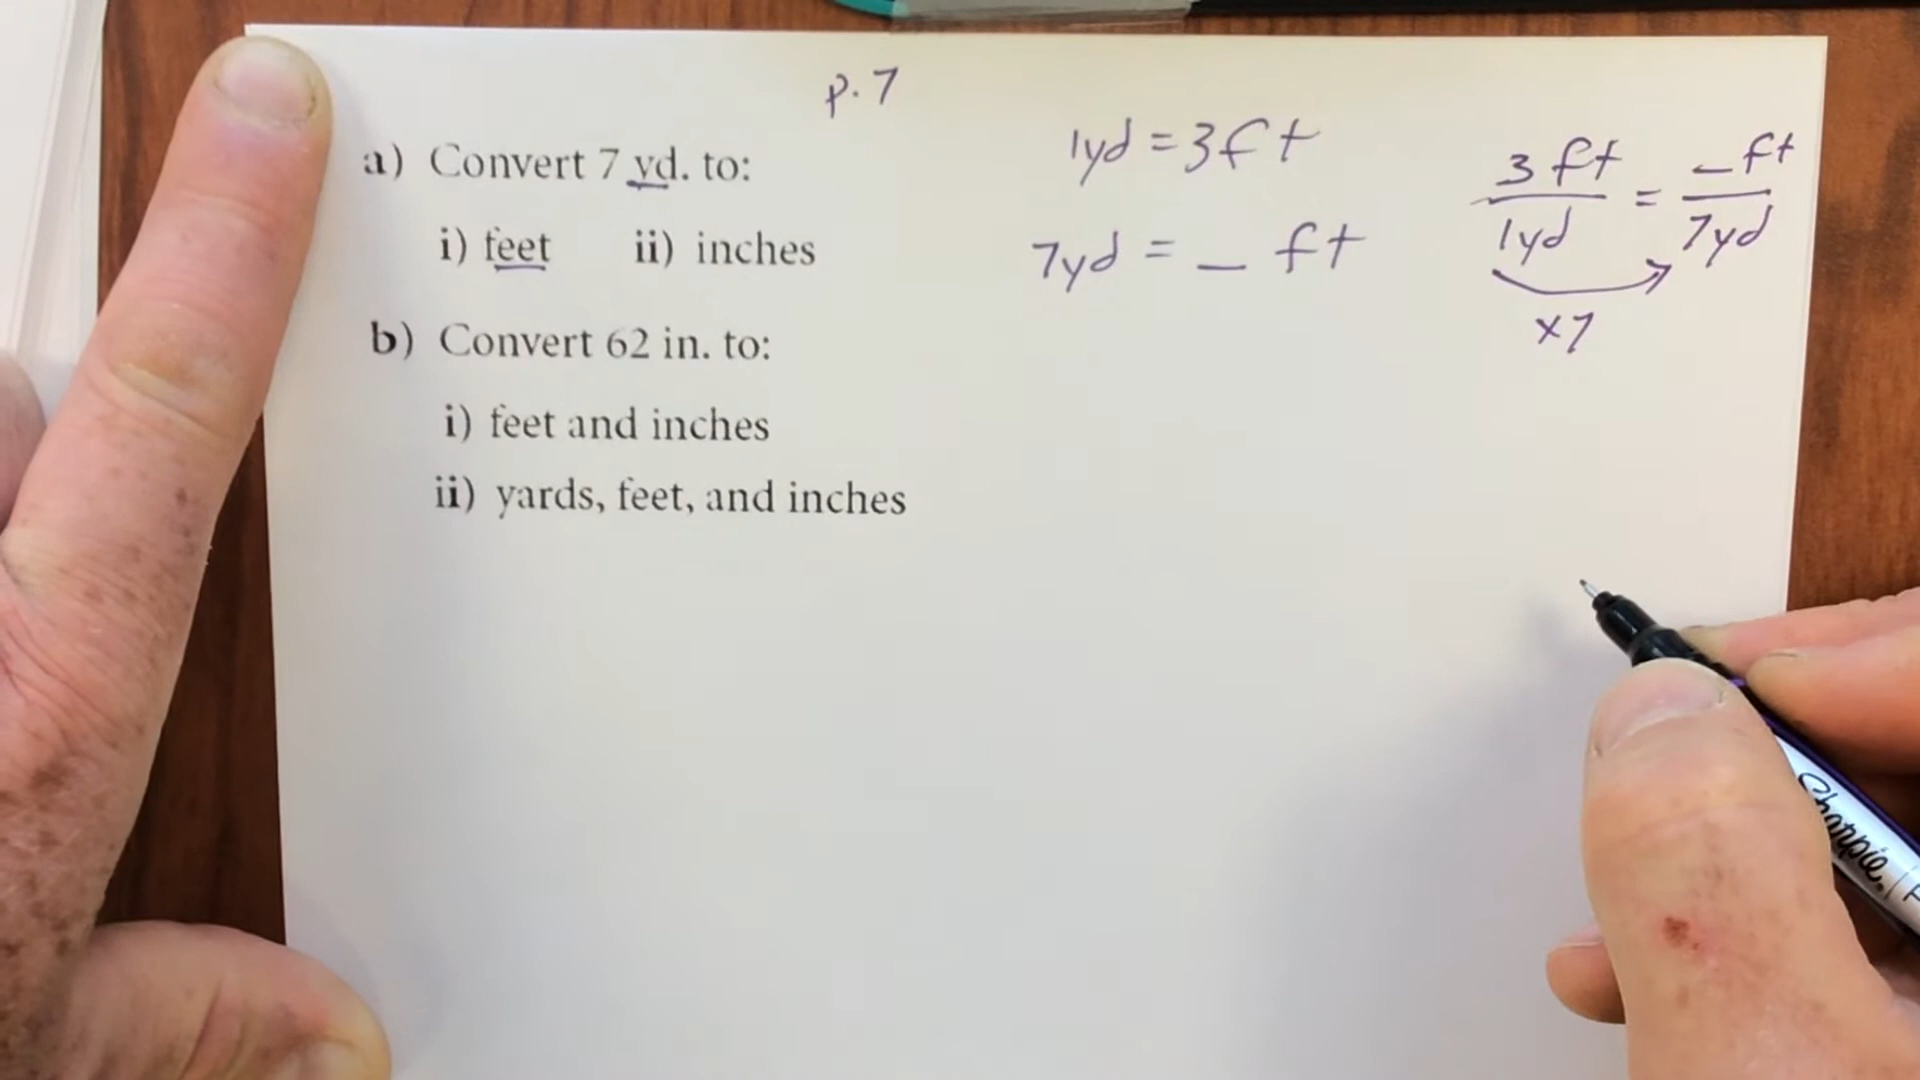 p. 7
a) Convert 7 yd. to:
i) feet ii) inches
b) Convert 62 in. to:
i) feet and inches
ii) yards, feet, and inches
1yd = 3ft
7yd = _ ft
3 ft = _ ft
1yd 7yd
x7
Sharpie.